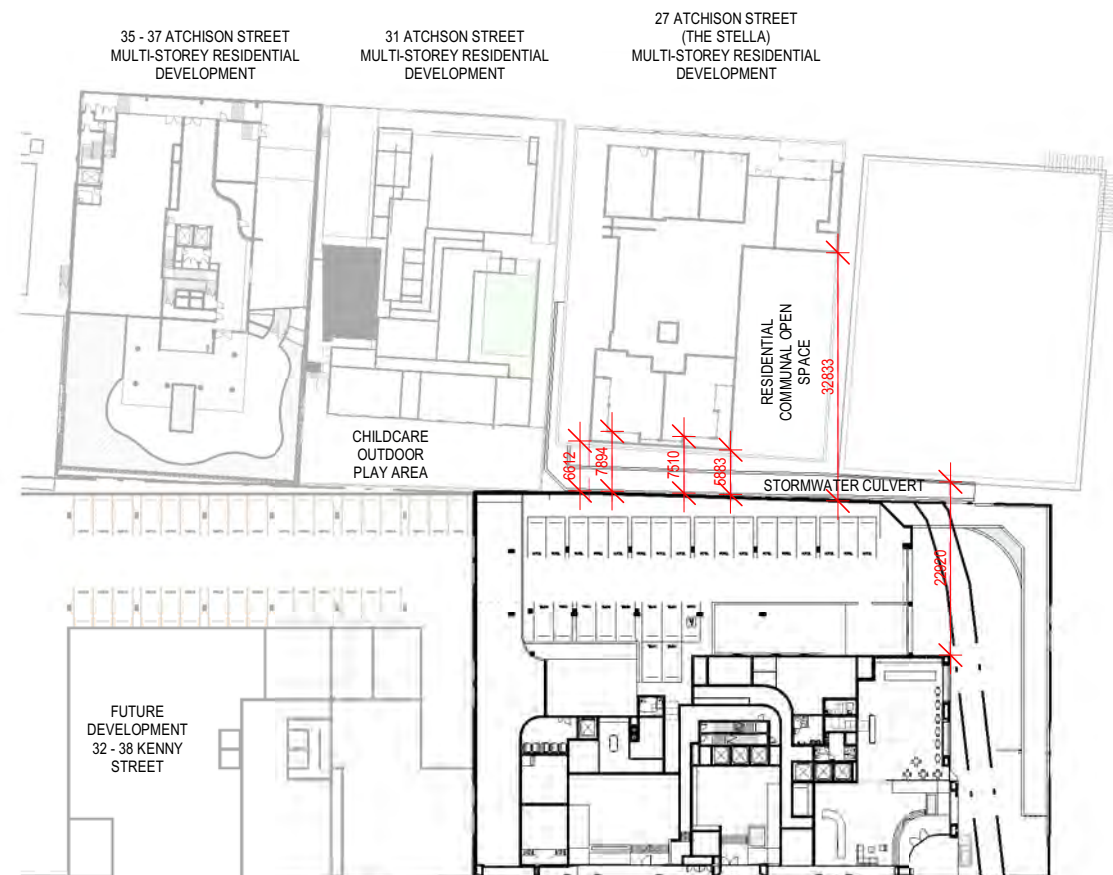 35 - 37 ATCHISON STREET
MULTI-STOREY RESIDENTIAL
DEVELOPMENT
31 ATCHSON STREET
MULTI-STOREY RESIDENTIAL
DEVELOPMENT
27 ATCHISON STREET
(THE STELLA)
MULTI-STOREY RESIDENTIAL
DEVELOPMENT
RESIDENTIAL
COMMUNAL OPEN
SPACE
32833
CHILDCARE
OUTDOOR
PLAY AREA
6612
7894
7510
6883
STORMWATER CULVERT
22920
FUTURE
DEVELOPMENT
32 - 38 KENNY
STREET